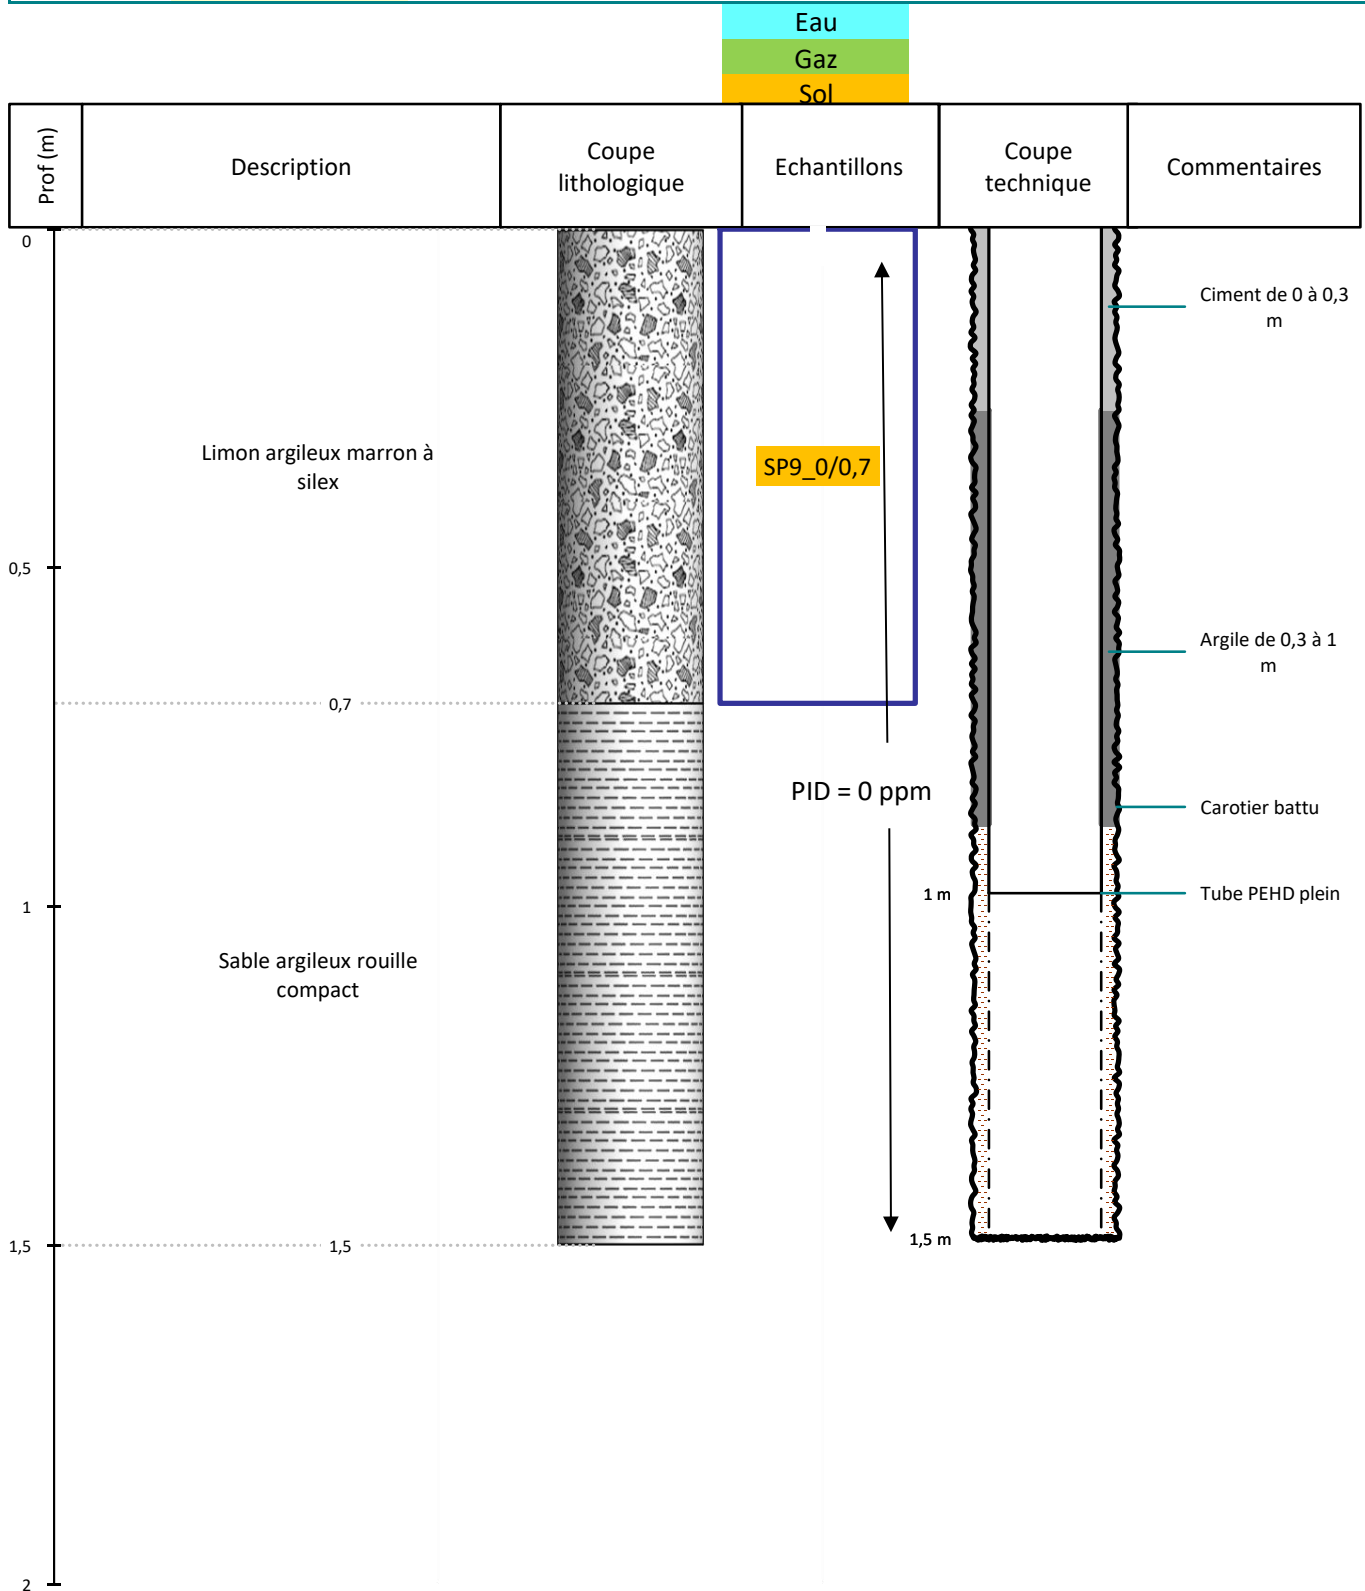 Eau
Gaz
Sol
Prof (m)
Description
Coupe
lithologique
Echantillons
Coupe
technique
Commentaires
0
Ciment de 0 à 0,3
m
Limon argileux marron à
silex
SP9_0/0,7
0,5
Argile de 0,3 à 1
m
0,7
PID = 0 ppm
Carotier battu
1
1 m
Tube PEHD plein
Sable argileux rouille
compact
1,5
1,5
1,5 m
2